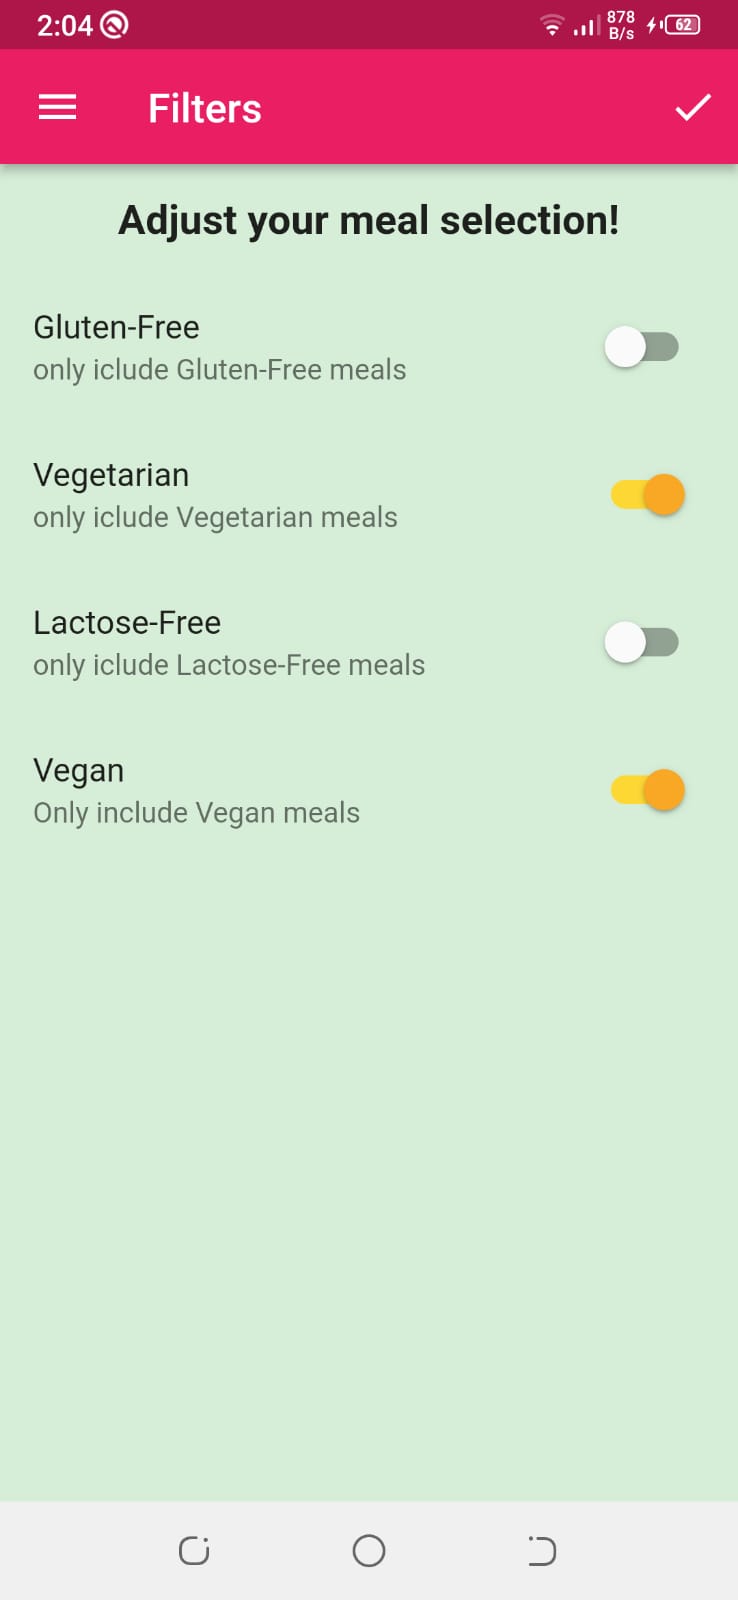 2:04 878 B/s 62
Filters
Adjust your meal selection!
Gluten-Free
only iclude Gluten-Free meals
Vegetarian
only iclude Vegetarian meals
Lactose-Free
only iclude Lactose-Free meals
Vegan
Only include Vegan meals